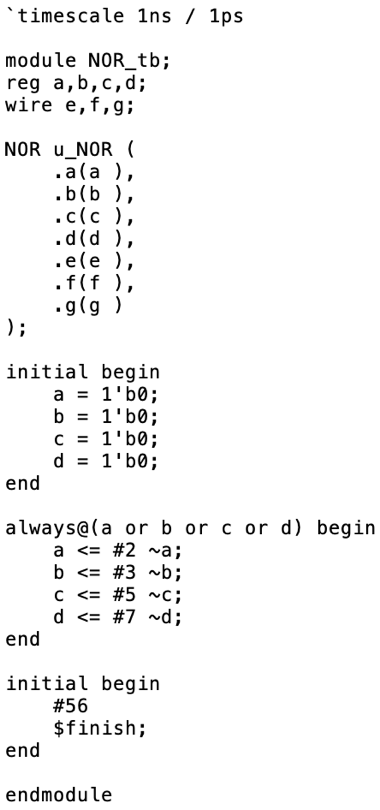 `timescale 1ns / 1ps

module NOR_tb;
reg a,b,c,d;
wire e,f,g;

NOR u_NOR (
    .a(a ),
    .b(b ),
    .c(c ),
    .d(d ),
    .e(e ),
    .f(f ),
    .g(g )
);

initial begin
    a = 1'b0;
    b = 1'b0;
    c = 1'b0;
    d = 1'b0;
end

always@(a or b or c or d) begin
    a <= #2 ~a;
    b <= #3 ~b;
    c <= #5 ~c;
    d <= #7 ~d;
end

initial begin
    #56
    $finish;
end

endmodule